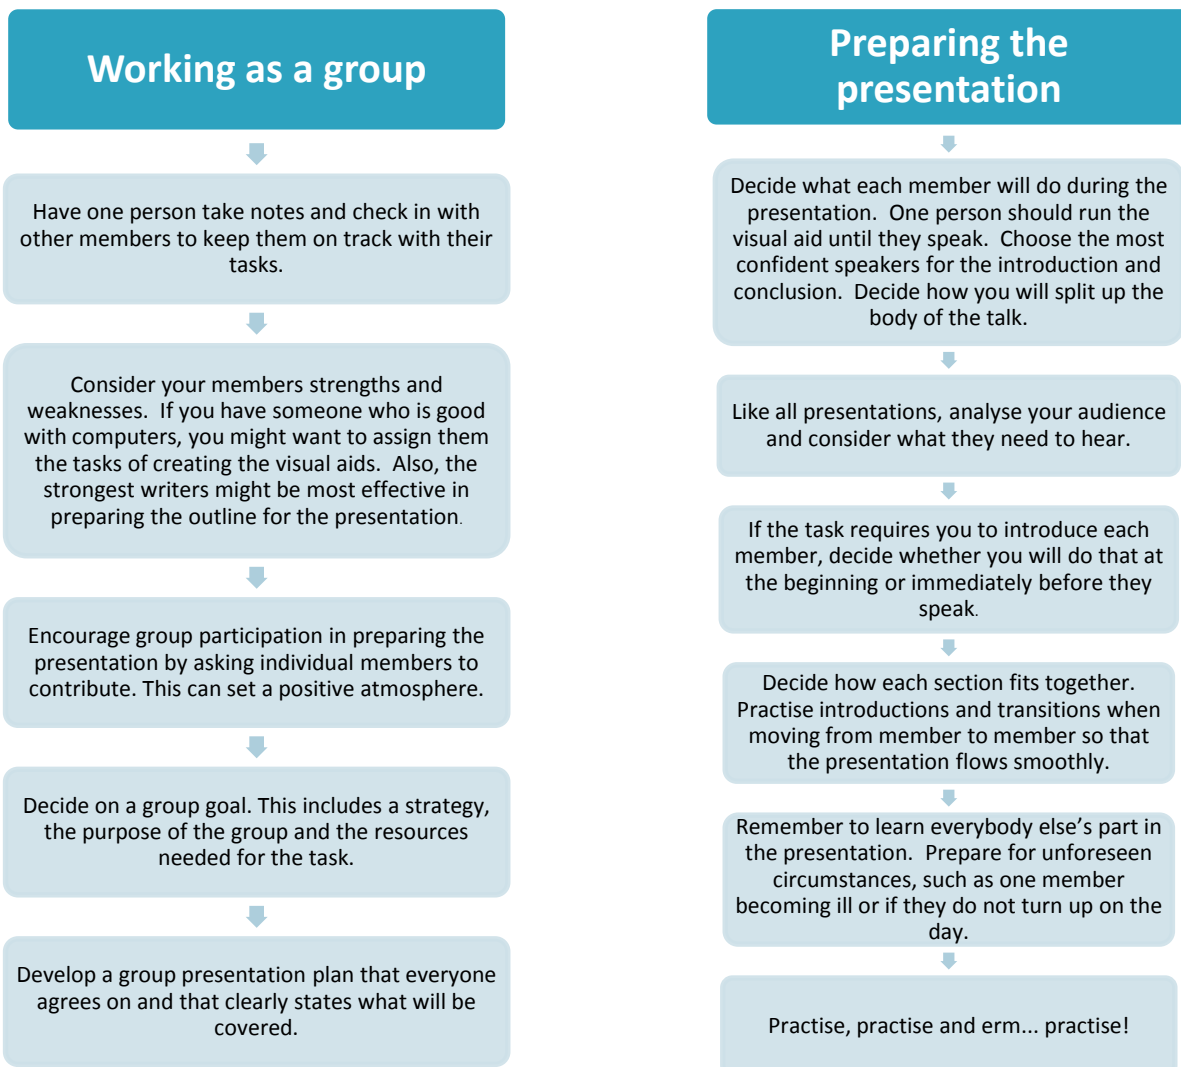 Working as a group
Have one person take notes and check in with
other members to keep them on track with their
tasks.
Consider your members strengths and
weaknesses.  If you have someone who is good
with computers, you might want to assign them
the tasks of creating the visual aids.  Also, the
strongest writers might be most effective in
preparing the outline for the presentation.
Encourage group participation in preparing the
presentation by asking individual members to
contribute. This can set a positive atmosphere.
Decide on a group goal. This includes a strategy,
the purpose of the group and the resources
needed for the task.
Develop a group presentation plan that everyone
agrees on and that clearly states what will be
covered.
Preparing the
presentation
Decide what each member will do during the
presentation.  One person should run the
visual aid until they speak.  Choose the most
confident speakers for the introduction and
conclusion.  Decide how you will split up the
body of the talk.
Like all presentations, analyse your audience
and consider what they need to hear.
If the task requires you to introduce each
member, decide whether you will do that at
the beginning or immediately before they
speak.
Decide how each section fits together.
Practise introductions and transitions when
moving from member to member so that
the presentation flows smoothly.
Remember to learn everybody else’s part in
the presentation.  Prepare for unforeseen
circumstances, such as one member
becoming ill or if they do not turn up on the
day.
Practise, practise and erm... practise!